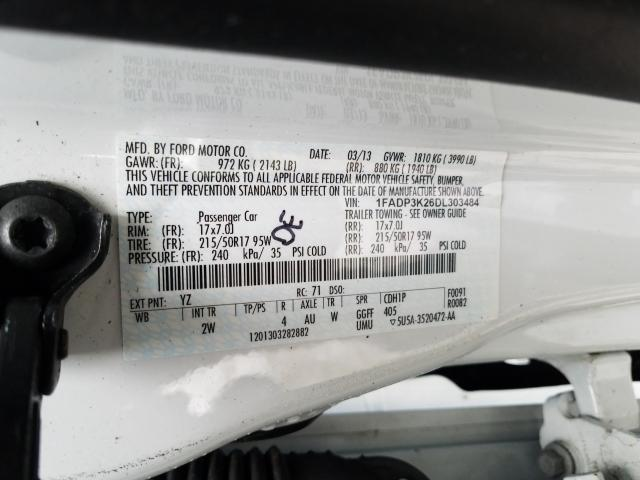 MFD. BY FORD MOTOR CO. DATE: 03/13 GVWR: 1810 KG ( 3990 LB)
GAWR: (FR): 972 KG ( 2143 LB) (RR): 880 KG ( 1940 LB)
THIS VEHICLE CONFORMS TO ALL APPLICABLE FEDERAL MOTOR VEHICLE SAFETY, BUMPER,
AND THEFT PREVENTION STANDARDS IN EFFECT ON THE DATE OF MANUFACTURE SHOWN ABOVE.
VIN: 1FADP3K26DL303484
TYPE: Passenger Car TRAILER TOWING - SEE OWNER GUIDE
RIM: (FR): 17x7.0J (RR): 17x7.0J
TIRE: (FR): 215/50R17 95W (RR): 215/50R17 95W
PRESSURE: (FR): 240 kPa/ 35 PSI COLD (RR): 240 kPa/ 35 PSI COLD
OE
EXT PNT: YZ RC: 71 DSO: F0091
WB INT TR TP/PS R AXLE TR SPR CDH1P R0082
2W 4 AU W GGFF 405
UMU 5U5A-3520472-AA
1201303282882